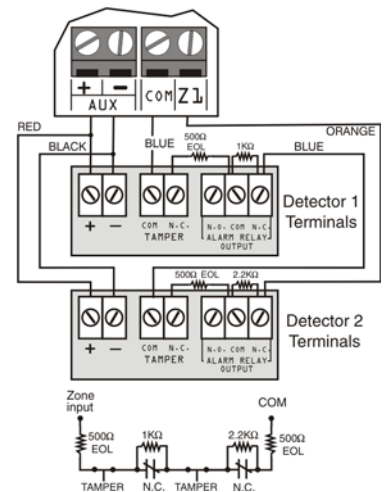 + − COM Z1
AUX
RED
ORANGE
BLACK
BLUE
500Ω
EOL
1KΩ
BLUE
Detector 1
Terminals
+ − COM N.C. N.O. COM N.C.
TAMPER ALARM RELAY
OUTPUT
500Ω EOL 2.2KΩ
Detector 2
Terminals
+ − COM N.C. N.O. COM N.C.
TAMPER ALARM RELAY
OUTPUT
Zone
input
COM
500Ω
EOL
1KΩ
2.2KΩ
500Ω
EOL
TAMPER N.C. TAMPER N.C.